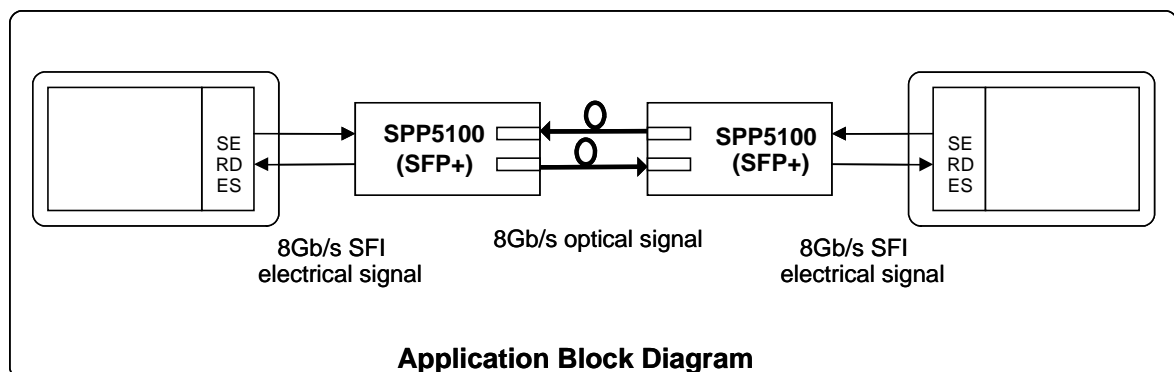 SE
RD
ES
SPP5100
(SFP+)
SPP5100
(SFP+)
SE
RD
ES
8Gb/s SFI
electrical signal
8Gb/s optical signal
8Gb/s SFI
electrical signal
Application Block Diagram